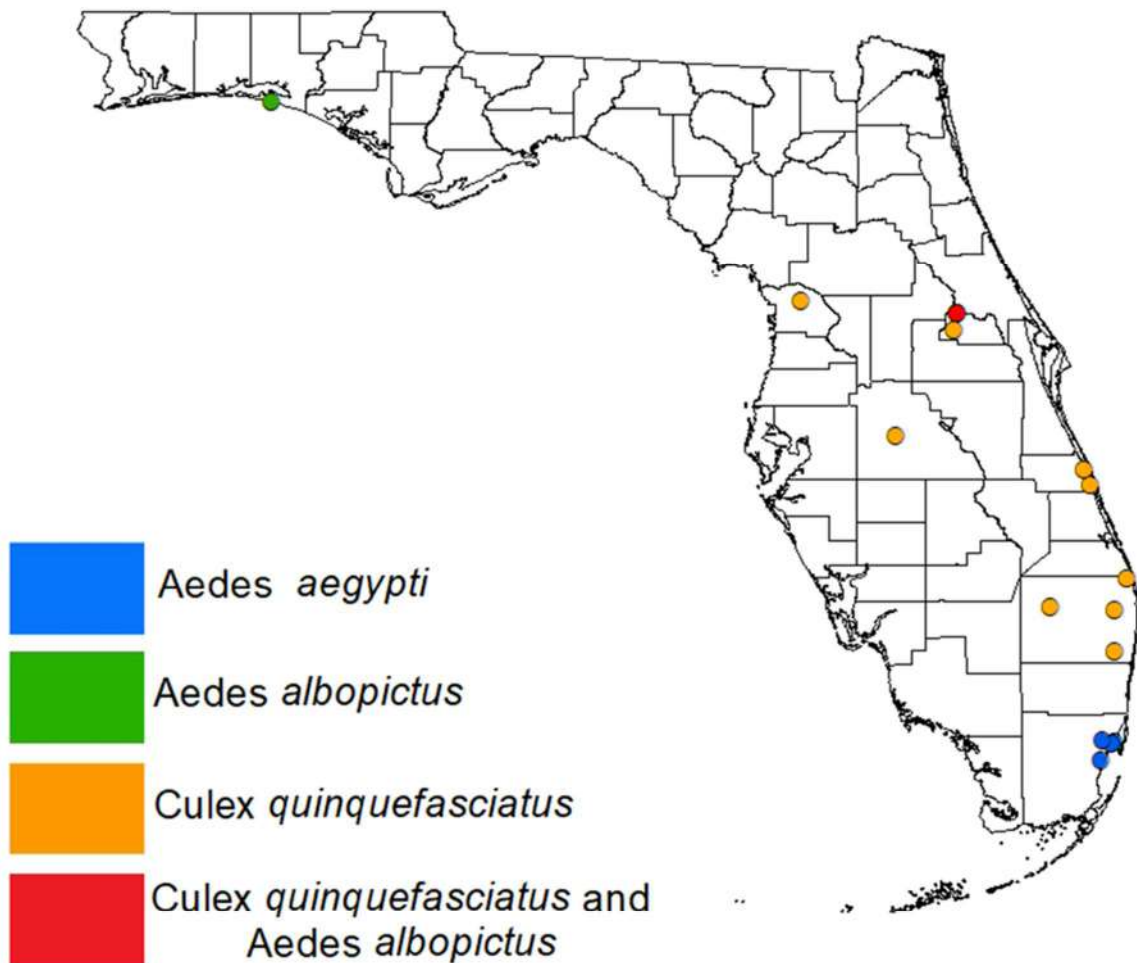 Aedes aegypti
Aedes albopictus
Culex quinquefasciatus
Culex quinquefasciatus and
Aedes albopictus